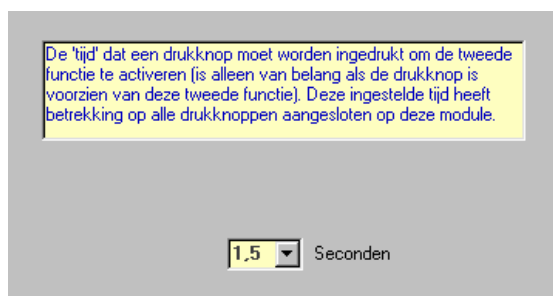 De 'tijd' dat een drukknop moet worden ingedrukt om de tweede
functie te activeren (is alleen van belang als de drukknop is
voorzien van deze tweede functie). Deze ingestelde tijd heeft
betrekking op alle drukknoppen aangesloten op deze module.
1,5 Seconden